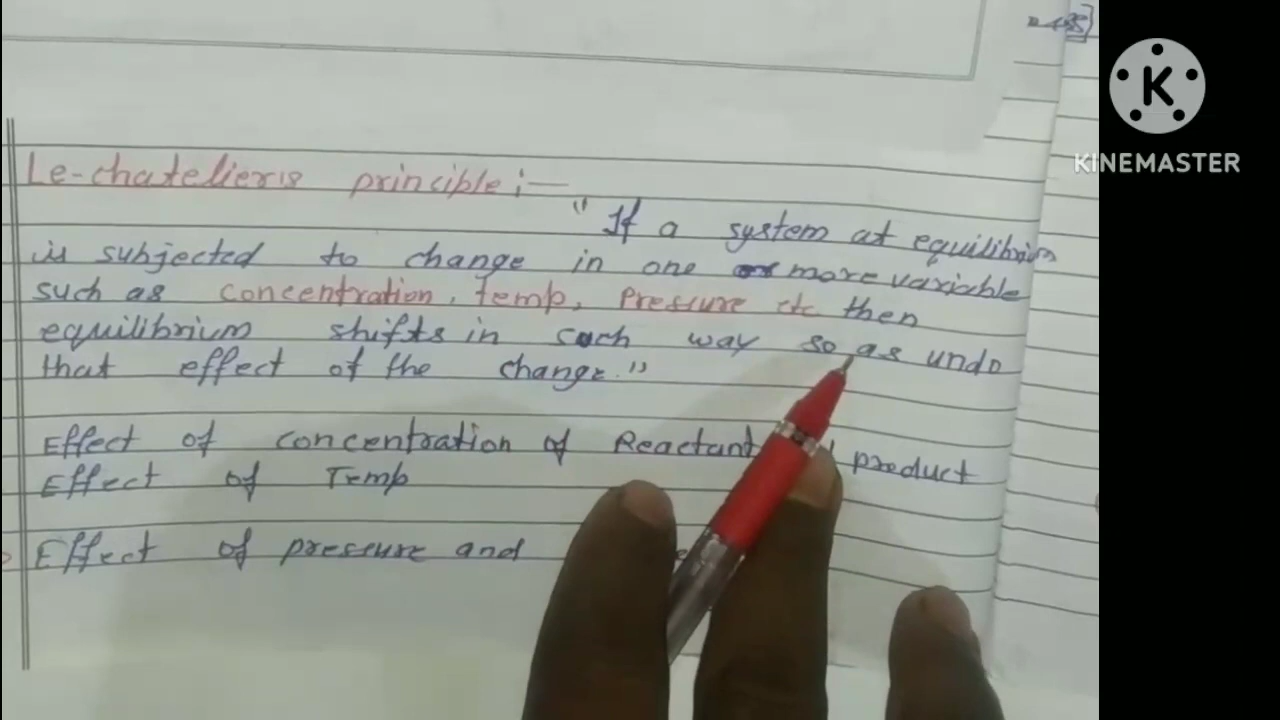 Le-chatelier's principle :—
"If a system at equilibrium
is subjected to change in one or more variable
such as concentration, temp, Pressure etc then
equilibrium shifts in such way so as undo
that effect of the change."
Effect of concentration of Reactant product
Effect of Temp
Effect of pressure and
KINEMASTER